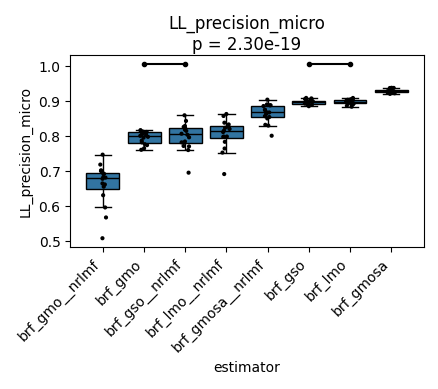 LL_precision_micro
p = 2.30e-19
LL_precision_micro
1.0
0.9
0.8
0.7
0.6
0.5
brf_gmo__nrlmf
brf_gmo
brf_gso__nrlmf
brf_lmo__nrlmf
brf_gmosa__nrlmf
brf_gso
brf_lmo
brf_gmosa
estimator